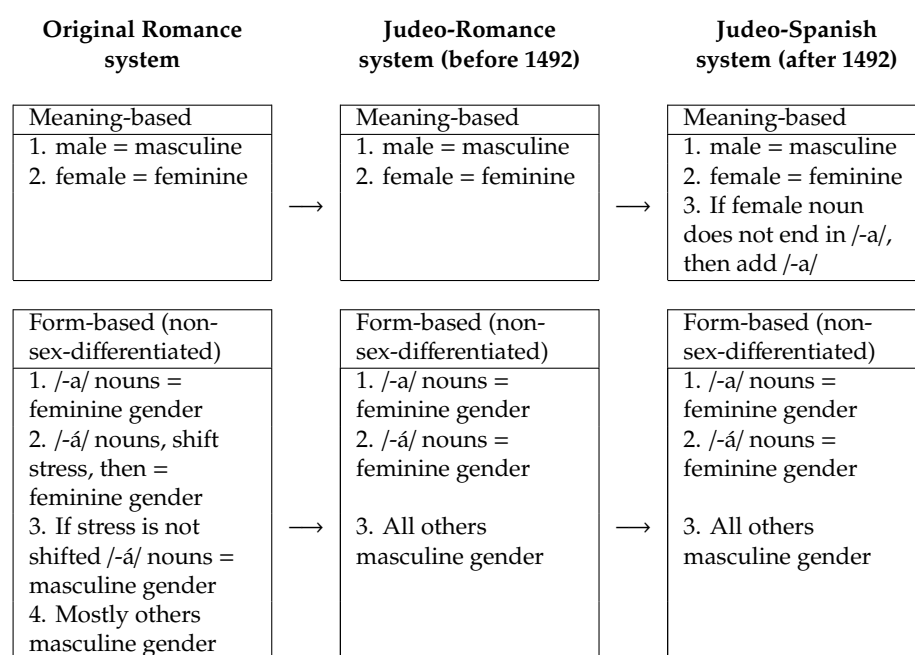 Original Romance
system
Judeo-Romance
system (before 1492)
Judeo-Spanish
system (after 1492)
Meaning-based
1. male = masculine
2. female = feminine
⟶
Meaning-based
1. male = masculine
2. female = feminine
⟶
Meaning-based
1. male = masculine
2. female = feminine
3. If female noun
does not end in /-a/,
then add /-a/
Form-based (non-
sex-differentiated)
1. /-a/ nouns =
feminine gender
2. /-á/ nouns, shift
stress, then =
feminine gender
3. If stress is not
shifted /-á/ nouns =
masculine gender
4. Mostly others
masculine gender
⟶
Form-based (non-
sex-differentiated)
1. /-a/ nouns =
feminine gender
2. /-á/ nouns =
feminine gender
3. All others
masculine gender
⟶
Form-based (non-
sex-differentiated)
1. /-a/ nouns =
feminine gender
2. /-á/ nouns =
feminine gender
3. All others
masculine gender